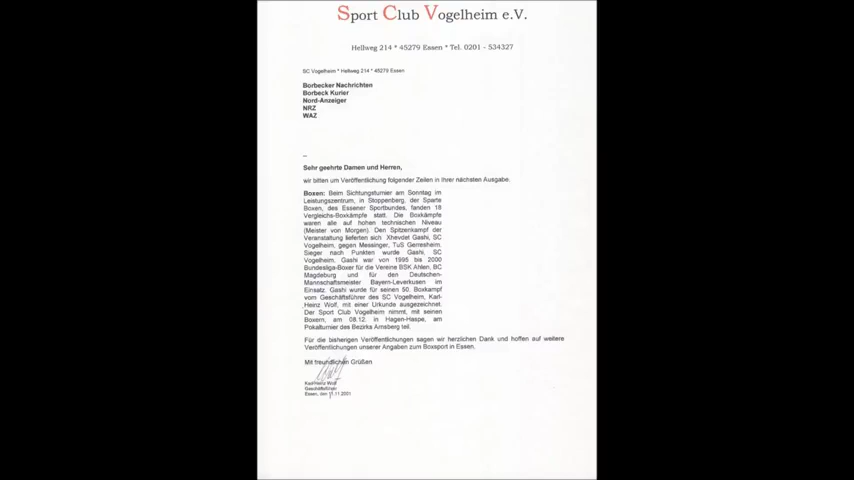 Sport Club Vogelheim e.V.
Hellweg 214 * 45279 Essen * Tel. 0201 - 534327
SC Vogelheim * Hellweg 214 * 45279 Essen
Borbecker Nachrichten
Borbeck Kurier
Nord-Anzeiger
NRZ
WAZ
Sehr geehrte Damen und Herren,
wir bitten um Veröffentlichung folgender Zeilen in Ihrer nächsten Ausgabe:
Boxen: Beim Sichtungsturnier am Sonntag im
Leistungszentrum, in Stoppenberg, der Sparte
Boxen, des Essener Sportbundes, fanden 18
Vergleichs-Boxkämpfe statt. Die Boxkämpfe
waren alle auf hohen technischen Niveau
(Meister von Morgen). Den Spitzenkampf der
Veranstaltung lieferten sich Xhevdet Gashi, SC
Vogelheim, gegen Messinger, TuS Gerresheim.
Sieger nach Punkten wurde Gashi, SC
Vogelheim. Gashi war von 1995 bis 2000
Bundesliga-Boxer für die Vereine BSK Ahlen, BC
Magdeburg und für den Deutschen-
Mannschaftsmeister Bayern-Leverkusen im
Einsatz. Gashi wurde für seinen 50. Boxkampf
vom Geschäftsführer des SC Vogelheim, Karl-
Heinz Wolf, mit einer Urkunde ausgezeichnet.
Der Sport Club Vogelheim nimmt, mit seinen
Boxern, am 08.12. in Hagen-Haspe, am
Pokalturnier des Bezirks Arnsberg teil.
Für die bisherigen Veröffentlichungen sagen wir herzlichen Dank und hoffen auf weitere
Veröffentlichungen unserer Angaben zum Boxsport in Essen.
Mit freundlichen Grüßen
Karl-Heinz Wolf
Geschäftsführer
Essen, den 11.11.2001